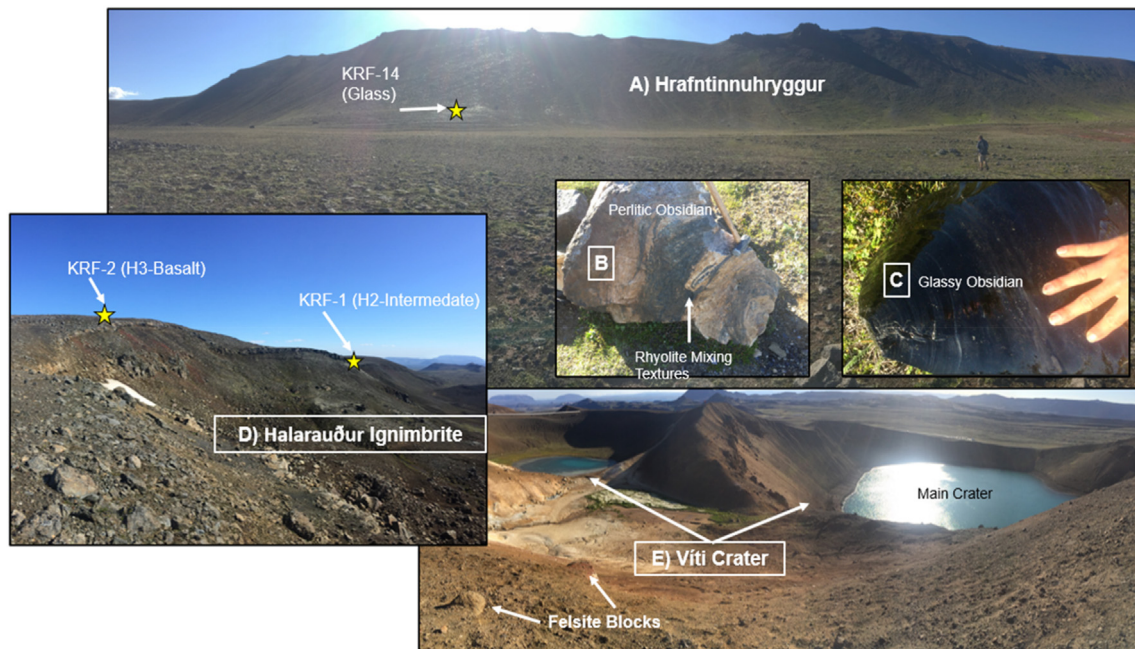 KRF-14
(Glass)
A) Hrafntinnuhryggur
Perlitic Obsidian
B
Rhyolite Mixing
Textures
C
Glassy Obsidian
KRF-2 (H3-Basalt)
KRF-1 (H2-Intermedate)
D) Halarauður Ignimbrite
Main Crater
E) Víti Crater
Felsite Blocks